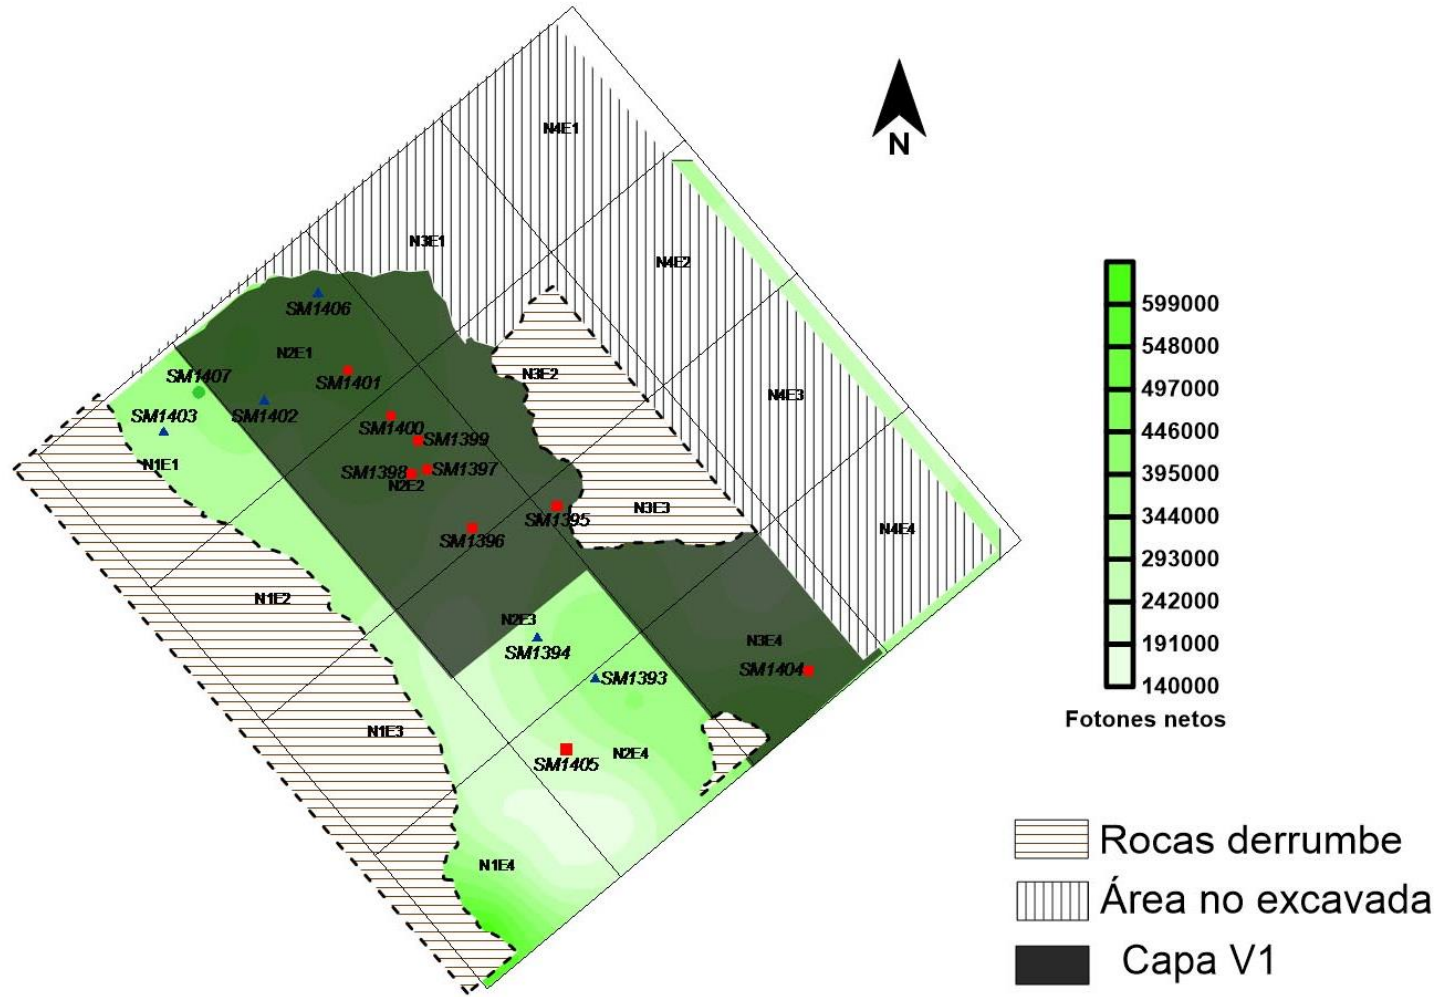 N4E1
N
N3E1
N4E2
SM1406
N2E1
599000
SM1407
SM1401
N3E2
548000
SM1403
SM1402
N4E3
497000
SM1400
SM1399
446000
N1E1
SM1398
SM1397
395000
N2E2
N3E3
344000
SM1395
N4E4
SM1396
293000
N1E2
242000
N2E3
N3E4
191000
SM1394
SM1404
140000
SM1393
Fotones netos
N1E3
SM1405
N2E4
N1E4
Rocas derrumbe
Área no excavada
Capa V1